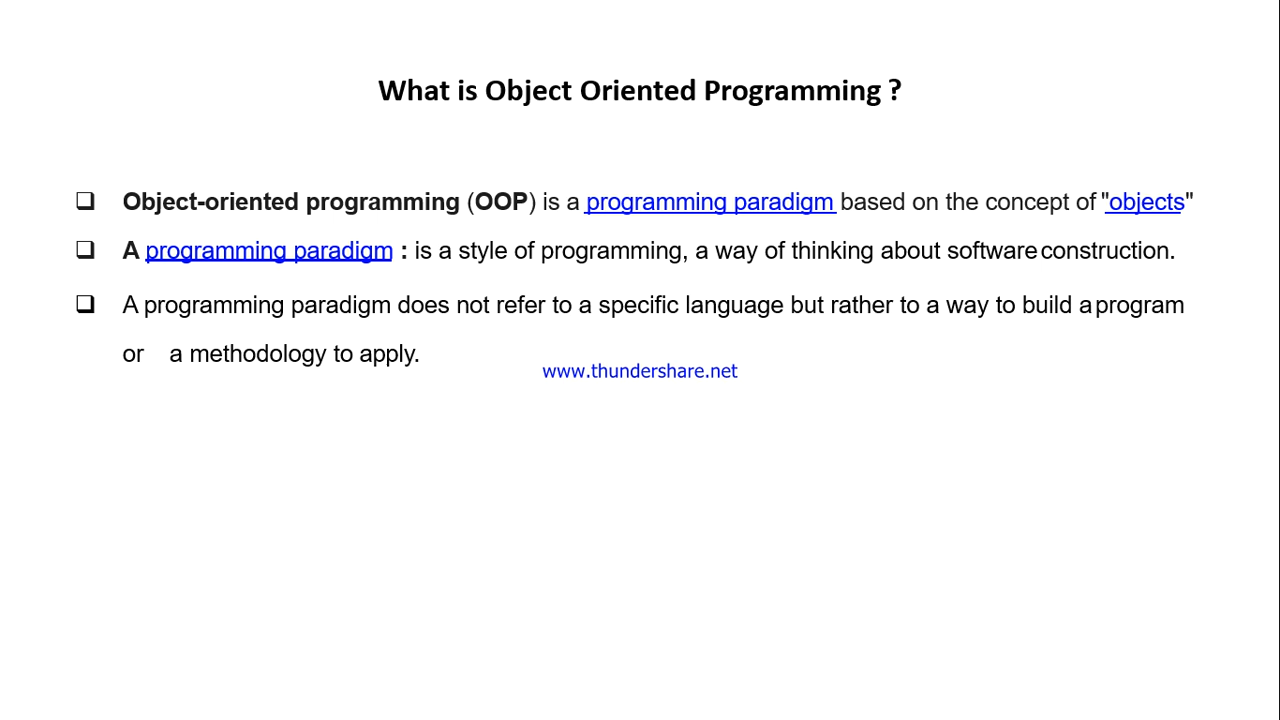 What is Object Oriented Programming ?
❑ Object-oriented programming (OOP) is a programming paradigm based on the concept of "objects"
❑ A programming paradigm : is a style of programming, a way of thinking about software construction.
❑ A programming paradigm does not refer to a specific language but rather to a way to build a program
or a methodology to apply.
www.thundershare.net